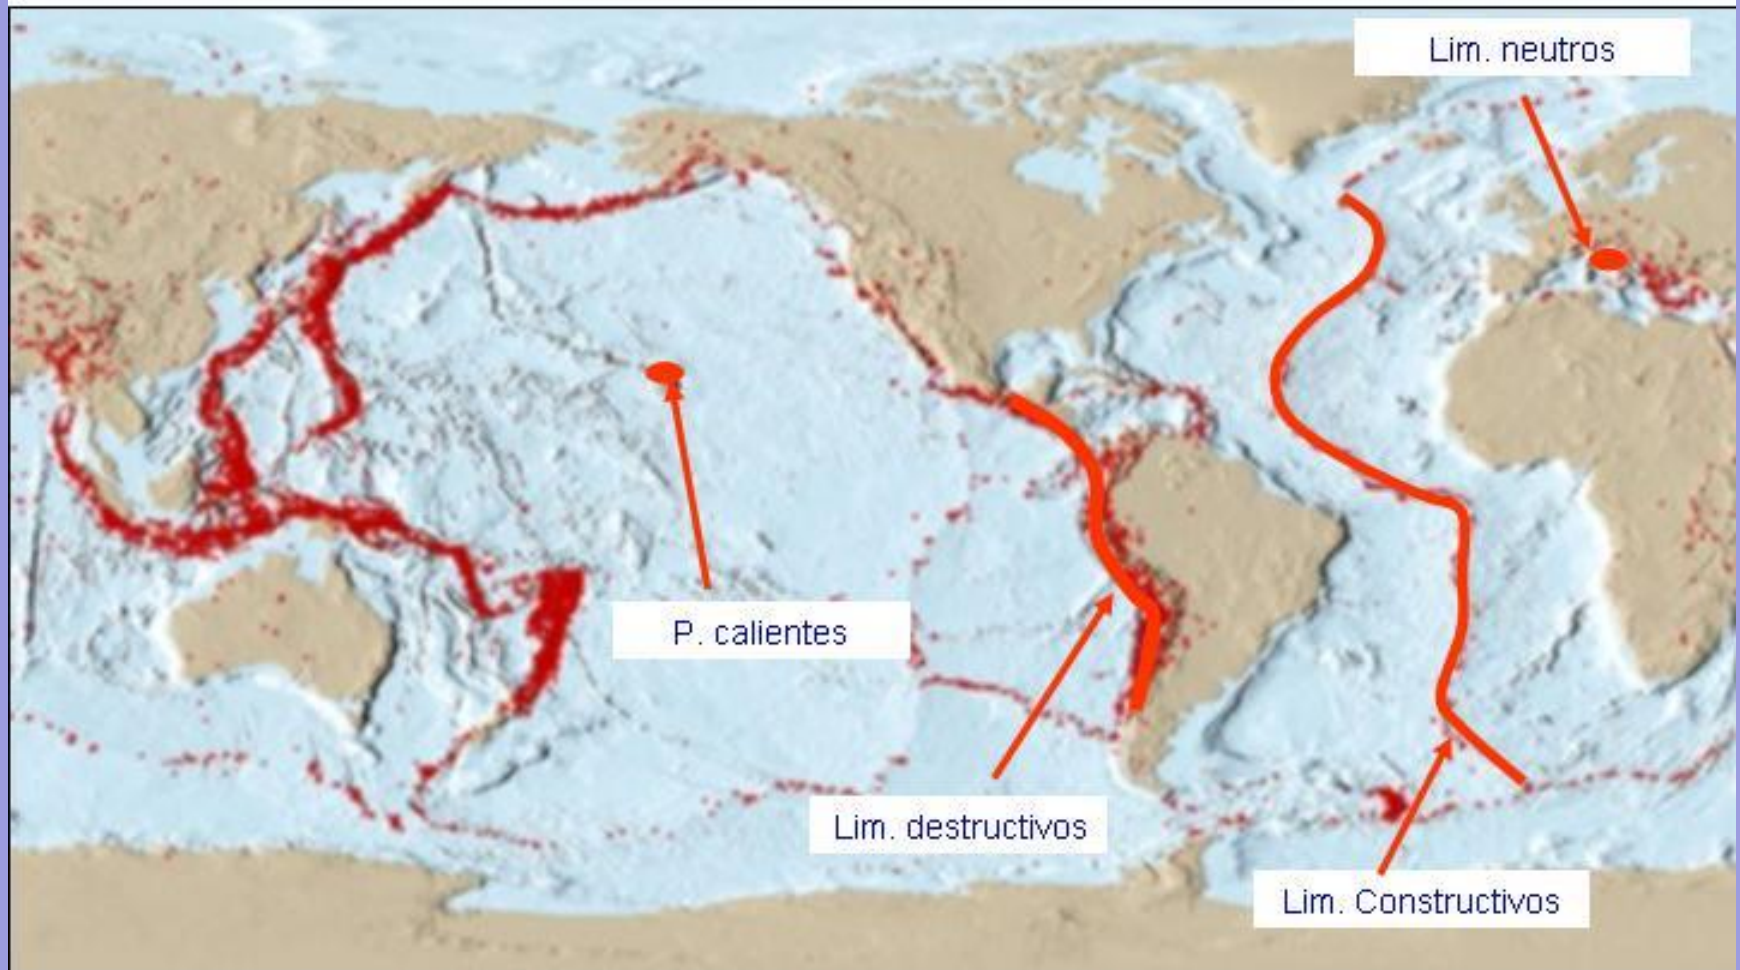 Lim. neutros
P. calientes
Lim. destructivos
Lim. Constructivos